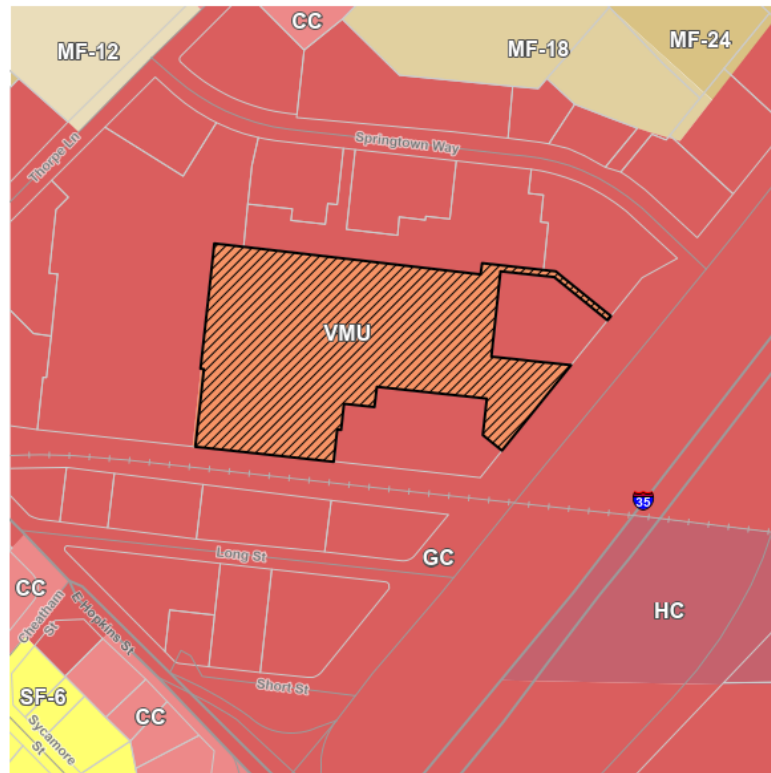 CC
MF-12
MF-18
MF-24
Springtown Way
Thorpe Ln
VMU
35
Long St
GC
CC
Cheatham
St
E Hopkins St
HC
SF-6
Short St
CC
Sycamore
St